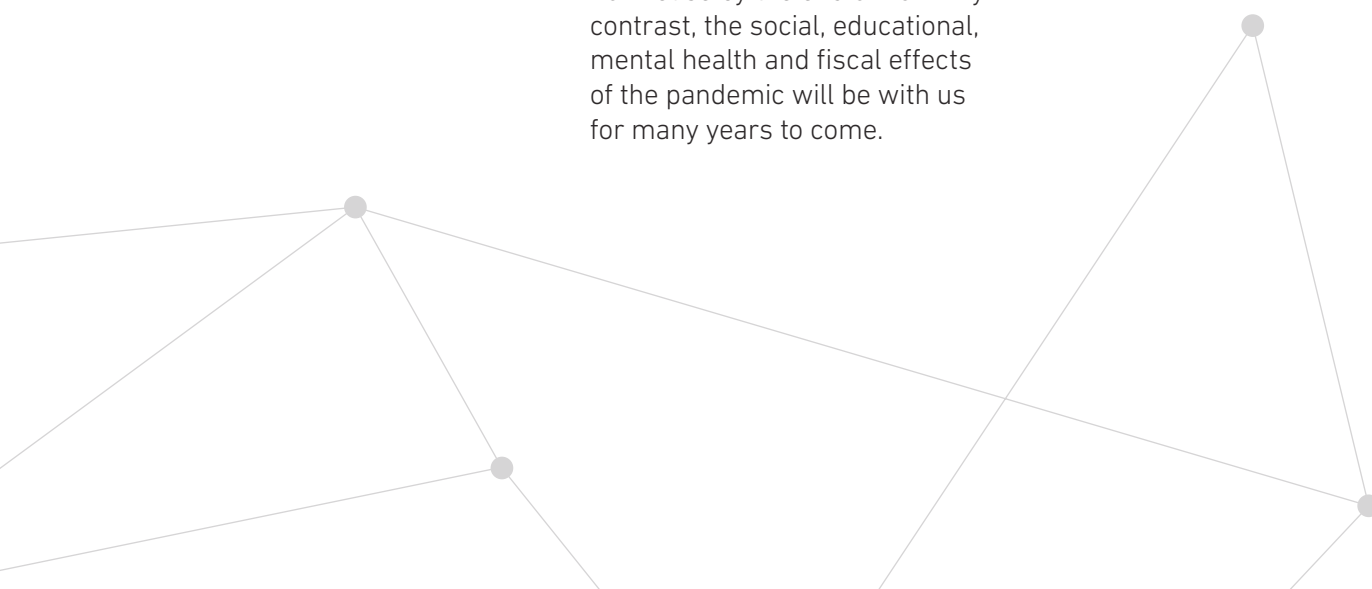 contrast, the social, educational,
mental health and fiscal effects
of the pandemic will be with us
for many years to come.